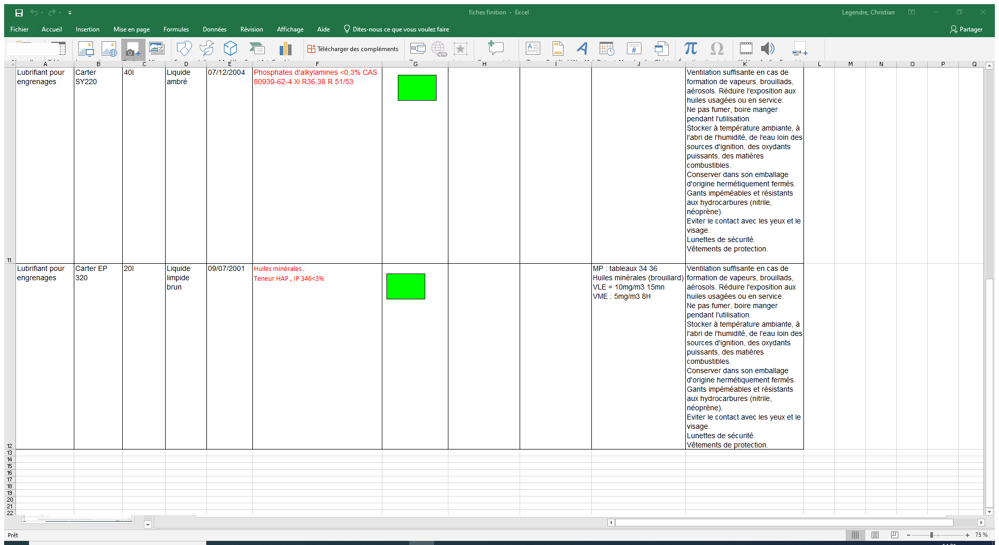 fiches finition - Excel
Legendre, Christian
Fichier Accueil Insertion Mise en page Formules Données Révision Affichage Aide Dites-nous ce que vous voulez faire Partager
Télécharger des compléments
A B C D E F G H I J K L M N O P Q
Lubrifiant pour
engrenages
Carter
SY220
40l
Liquide
ambré
07/12/2004
Phosphates d'alkylamines <0,3% CAS
80939-62-4 Xi R36,38 R 51/53
Ventilation suffisante en cas de
formation de vapeurs, brouillads,
aérosols. Réduire l'exposition aux
huiles usagées ou en service.
Ne pas fumer, boire manger
pendant l'utilisation.
Stocker à température ambiante, à
l'abri de l'humidité, de l'eau loin des
sources d'ignition, des oxydants
puissants, des matières
combustibles.
Conserver dans son emballage
d'origine hermétiquement fermés.
Gants impéméables et résistants
aux hydrocarbures (nitrile,
néoprène).
Eviter le contact avec les yeux et le
visage.
Lunettes de sécurité.
Vêtements de protection.
11
Lubrifiant pour
engrenages
Carter EP
320
20l
Liquide
limpide
brun
09/07/2001
Huiles minérales .
Teneur HAP , IP 346<3%
MP : tableaux 34 36
Huiles minérales (brouillard)
VLE = 10mg/m3 15mn
VME : 5mg/m3 8H
Ventilation suffisante en cas de
formation de vapeurs, brouillads,
aérosols. Réduire l'exposition aux
huiles usagées ou en service.
Ne pas fumer, boire manger
pendant l'utilisation.
Stocker à température ambiante, à
l'abri de l'humidité, de l'eau loin des
sources d'ignition, des oxydants
puissants, des matières
combustibles.
Conserver dans son emballage
d'origine hermétiquement fermés.
Gants impéméables et résistants
aux hydrocarbures (nitrile,
néoprène).
Eviter le contact avec les yeux et le
visage.
Lunettes de sécurité.
Vêtements de protection.
12
13
14
15
16
17
18
19
20
21
22
Prêt
75 %